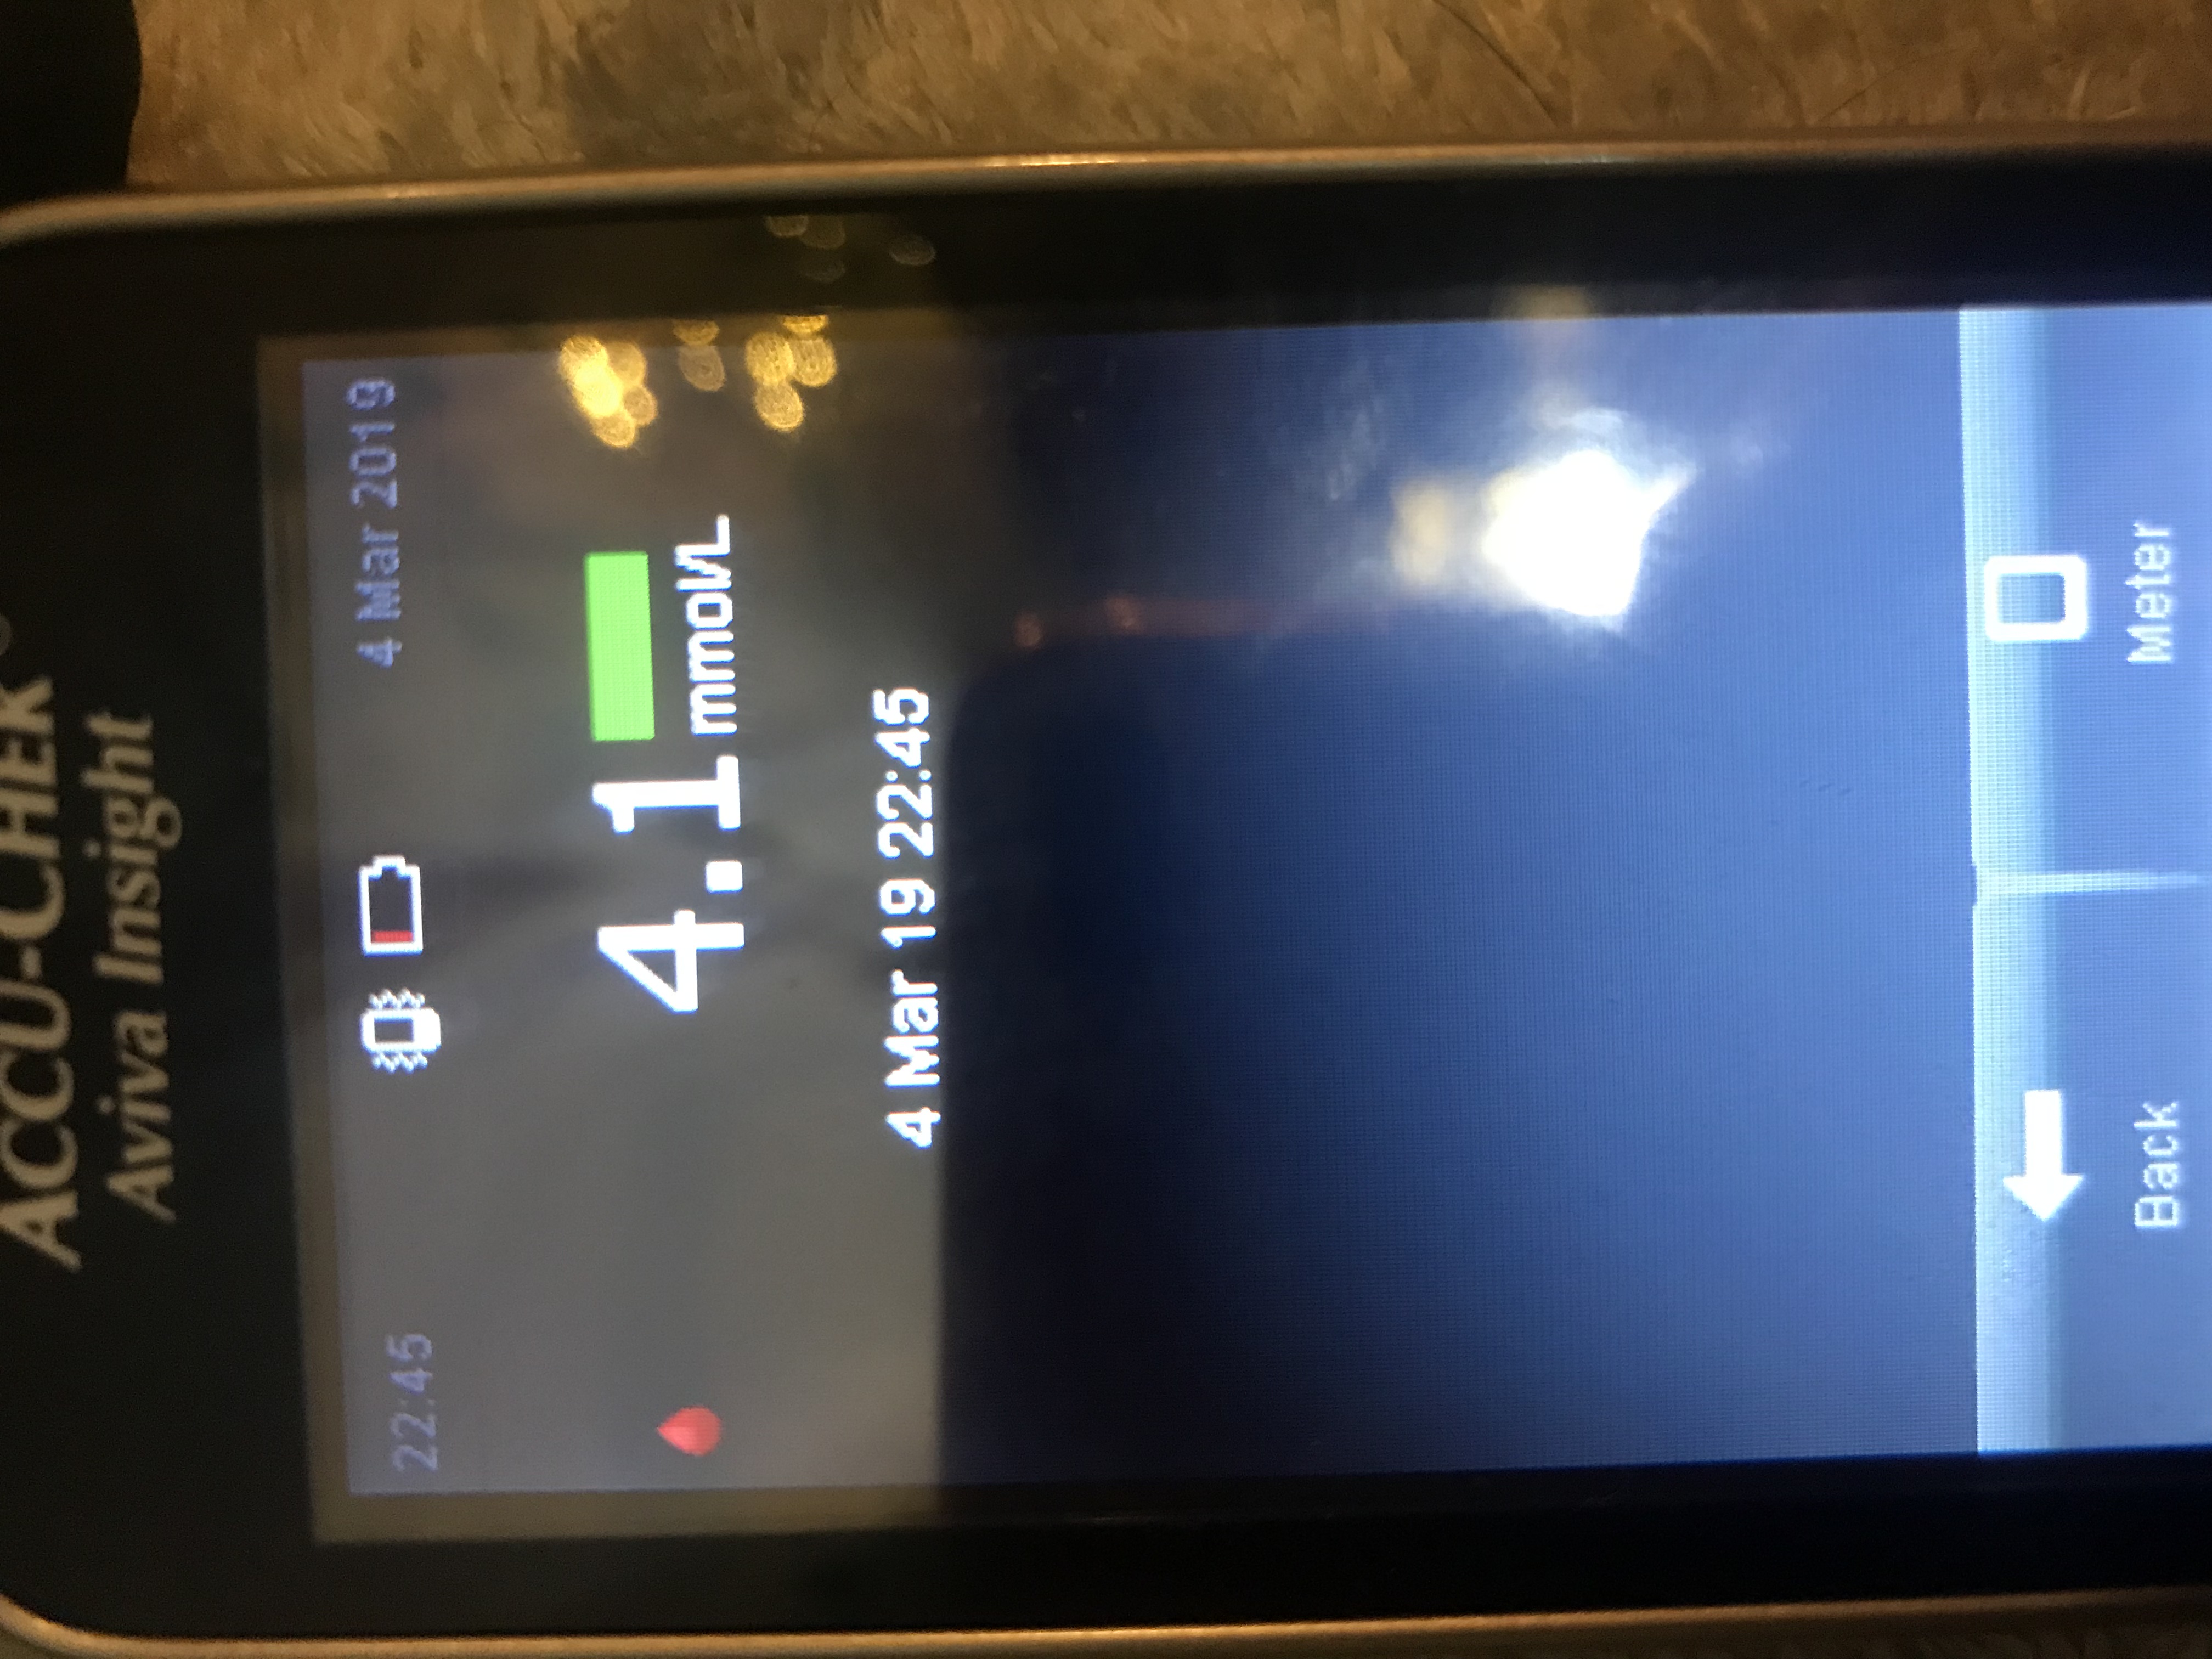 ACCU-CHEK
Aviva Insight
22:45 4 Mar 2019
4.1 mmol/L
4 Mar 19 22:45
Back Meter